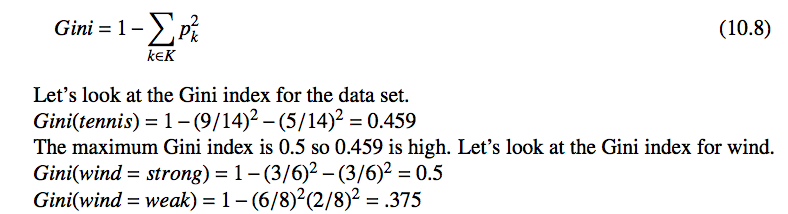 Gini = 1 − ∑k∈K p²k (10.8)
Let's look at the Gini index for the data set.
Gini(tennis) = 1 − (9/14)² − (5/14)² = 0.459
The maximum Gini index is 0.5 so 0.459 is high. Let's look at the Gini index for wind.
Gini(wind = strong) = 1 − (3/6)² − (3/6)² = 0.5
Gini(wind = weak) = 1 − (6/8)²(2/8)² = .375